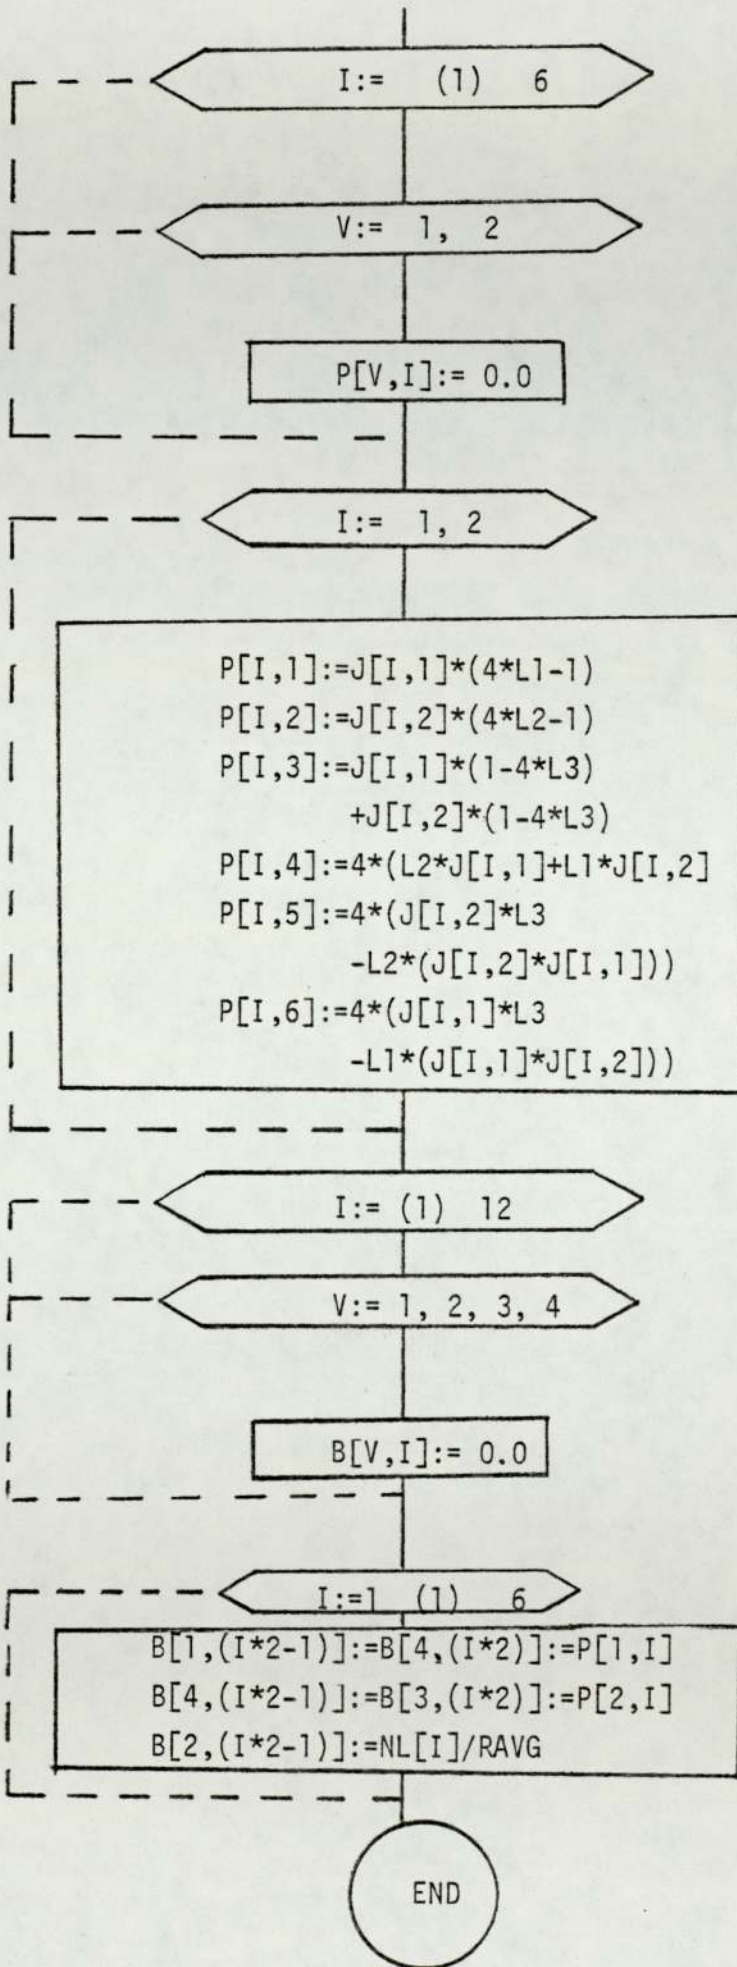 I:= (1) 6
V:= 1, 2
P[V,I]:= 0.0
I:= 1, 2
P[I,1]:=J[I,1]*(4*L1-1)
P[I,2]:=J[I,2]*(4*L2-1)
P[I,3]:=J[I,1]*(1-4*L3)
+J[I,2]*(1-4*L3)
P[I,4]:=4*(L2*J[I,1]+L1*J[I,2]
P[I,5]:=4*(J[I,2]*L3
-L2*(J[I,2]*J[I,1]))
P[I,6]:=4*(J[I,1]*L3
-L1*(J[I,1]*J[I,2]))
I:= (1) 12
V:= 1, 2, 3, 4
B[V,I]:= 0.0
I:=1 (1) 6
B[1,(I*2-1)]:=B[4,(I*2)]:=P[1,I]
B[4,(I*2-1)]:=B[3,(I*2)]:=P[2,I]
B[2,(I*2-1)]:=NL[I]/RAVG
END